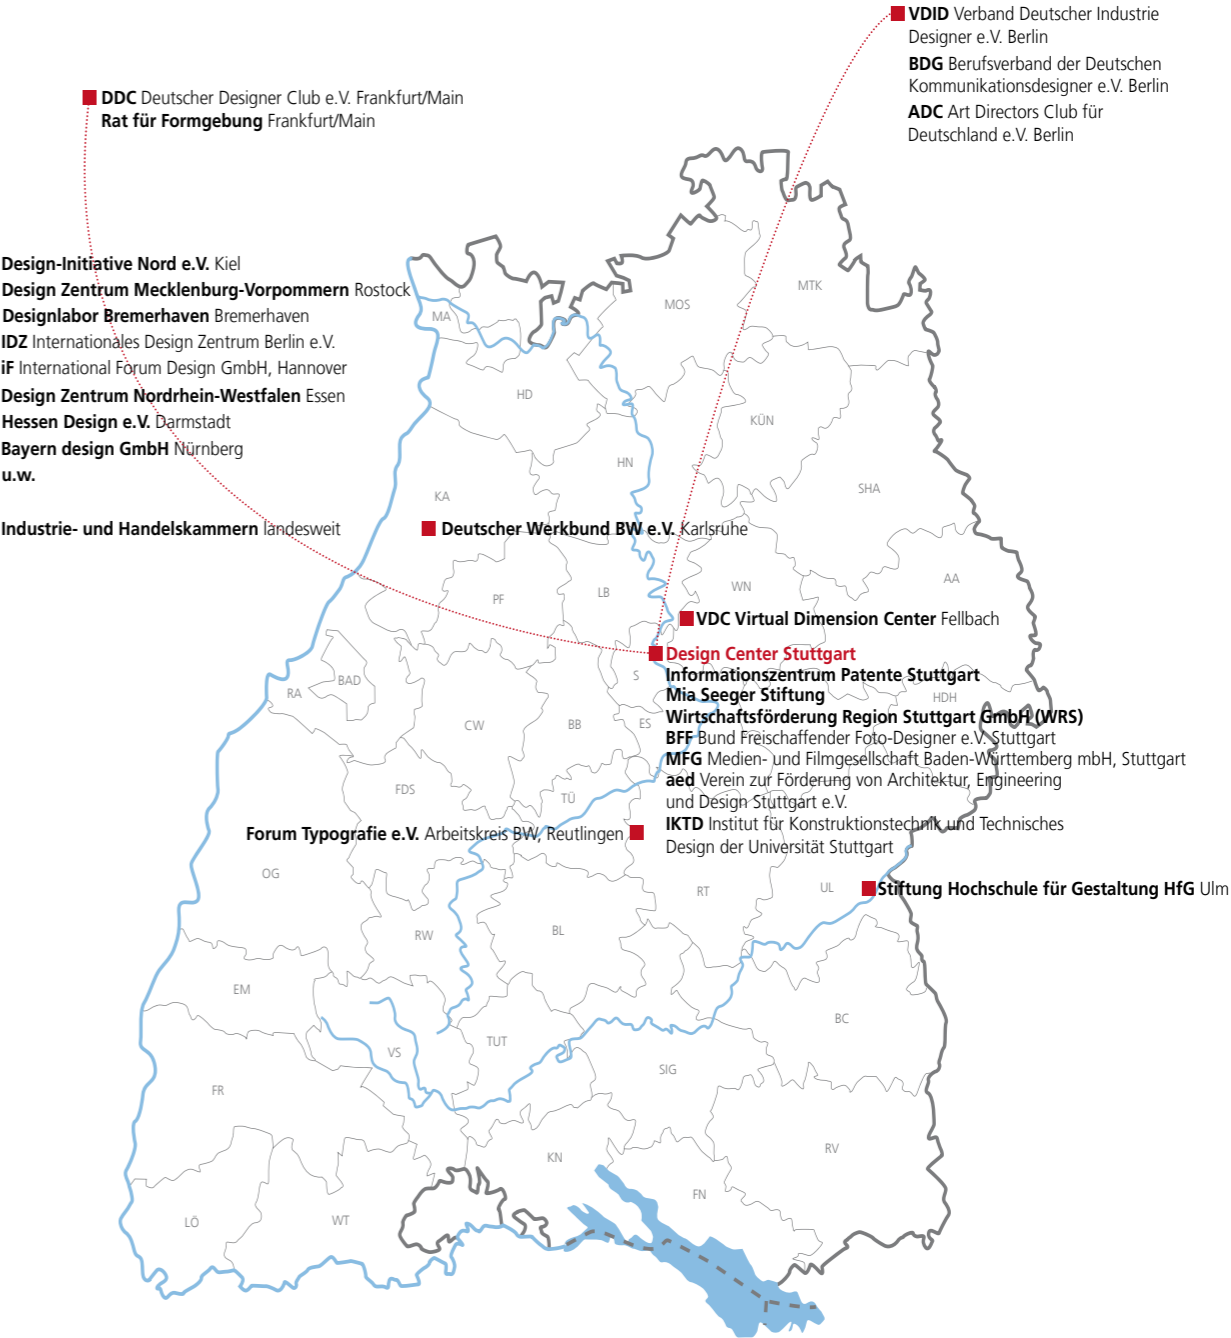 VDID Verband Deutscher Industrie
Designer e.V. Berlin
BDG Berufsverband der Deutschen
Kommunikationsdesigner e.V. Berlin
ADC Art Directors Club für
Deutschland e.V. Berlin
DDC Deutscher Designer Club e.V. Frankfurt/Main
Rat für Formgebung Frankfurt/Main
Design-Initiative Nord e.V. Kiel
Design Zentrum Mecklenburg-Vorpommern Rostock
Designlabor Bremerhaven Bremerhaven
IDZ Internationales Design Zentrum Berlin e.V.
iF International Forum Design GmbH, Hannover
Design Zentrum Nordrhein-Westfalen Essen
Hessen Design e.V. Darmstadt
Bayern design GmbH Nürnberg
u.w.
Industrie- und Handelskammern landesweit
MA
MOS
MTK
HD
KÜN
HN
SHA
KA
Deutscher Werkbund BW e.V. Karlsruhe
PF
LB
WN
AA
VDC Virtual Dimension Center Fellbach
Design Center Stuttgart
Informationszentrum Patente Stuttgart
Mia Seeger Stiftung
Wirtschaftsförderung Region Stuttgart GmbH (WRS)
BFF Bund Freischaffender Foto-Designer e.V. Stuttgart
MFG Medien- und Filmgesellschaft Baden-Württemberg mbH, Stuttgart
aed Verein zur Förderung von Architektur, Engineering
und Design Stuttgart e.V.
IKTD Institut für Konstruktionstechnik und Technisches
Design der Universität Stuttgart
S
BAD
RA
HDH
CW
BB
ES
FDS
TÜ
Forum Typografie e.V. Arbeitskreis BW, Reutlingen
OG
RT
UL
Stiftung Hochschule für Gestaltung HfG Ulm
RW
BL
EM
BC
VS
TUT
SIG
FR
KN
RV
FN
LÖ
WT